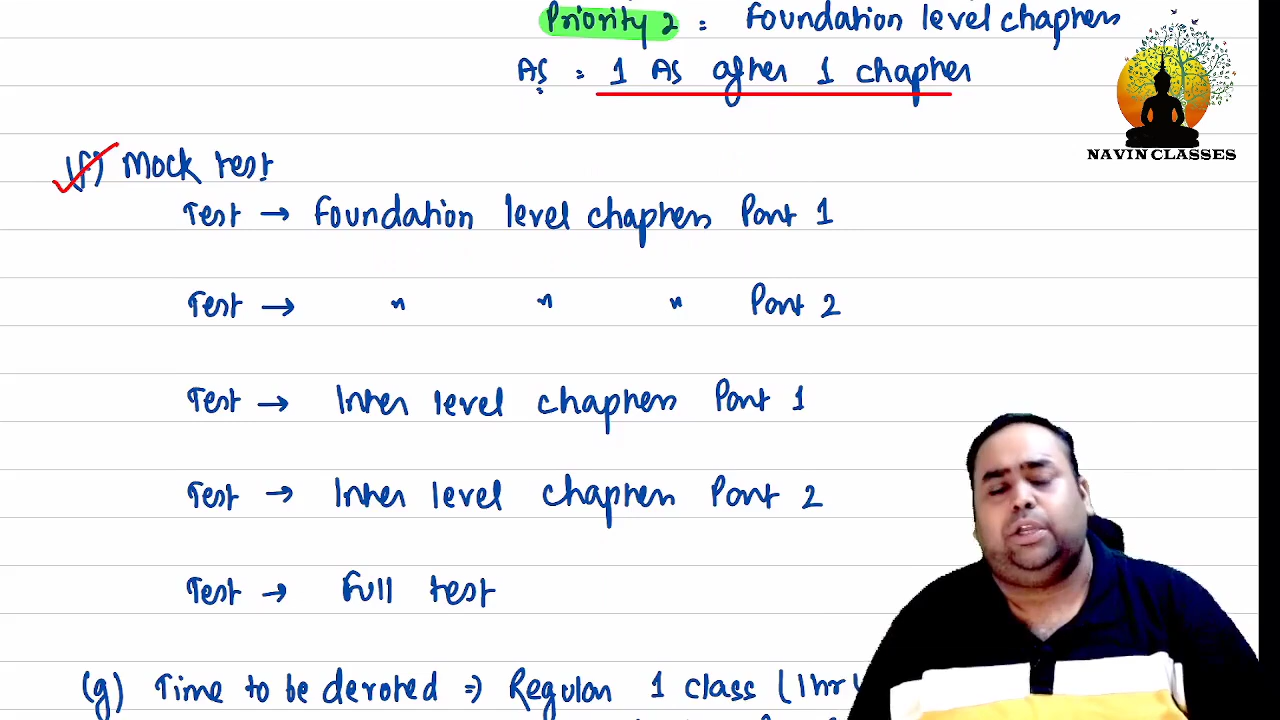 Priority 2 : Foundation level chapters
AS : 1 AS after 1 chapter
NAVIN CLASSES
(f) Mock test
Test → Foundation level chapters Part 1
Test → " " " Part 2
Test → Inter level chapters Part 1
Test → Inter level chapters Part 2
Test → Full test
(g) Time to be devoted => Regular 1 class (1hr